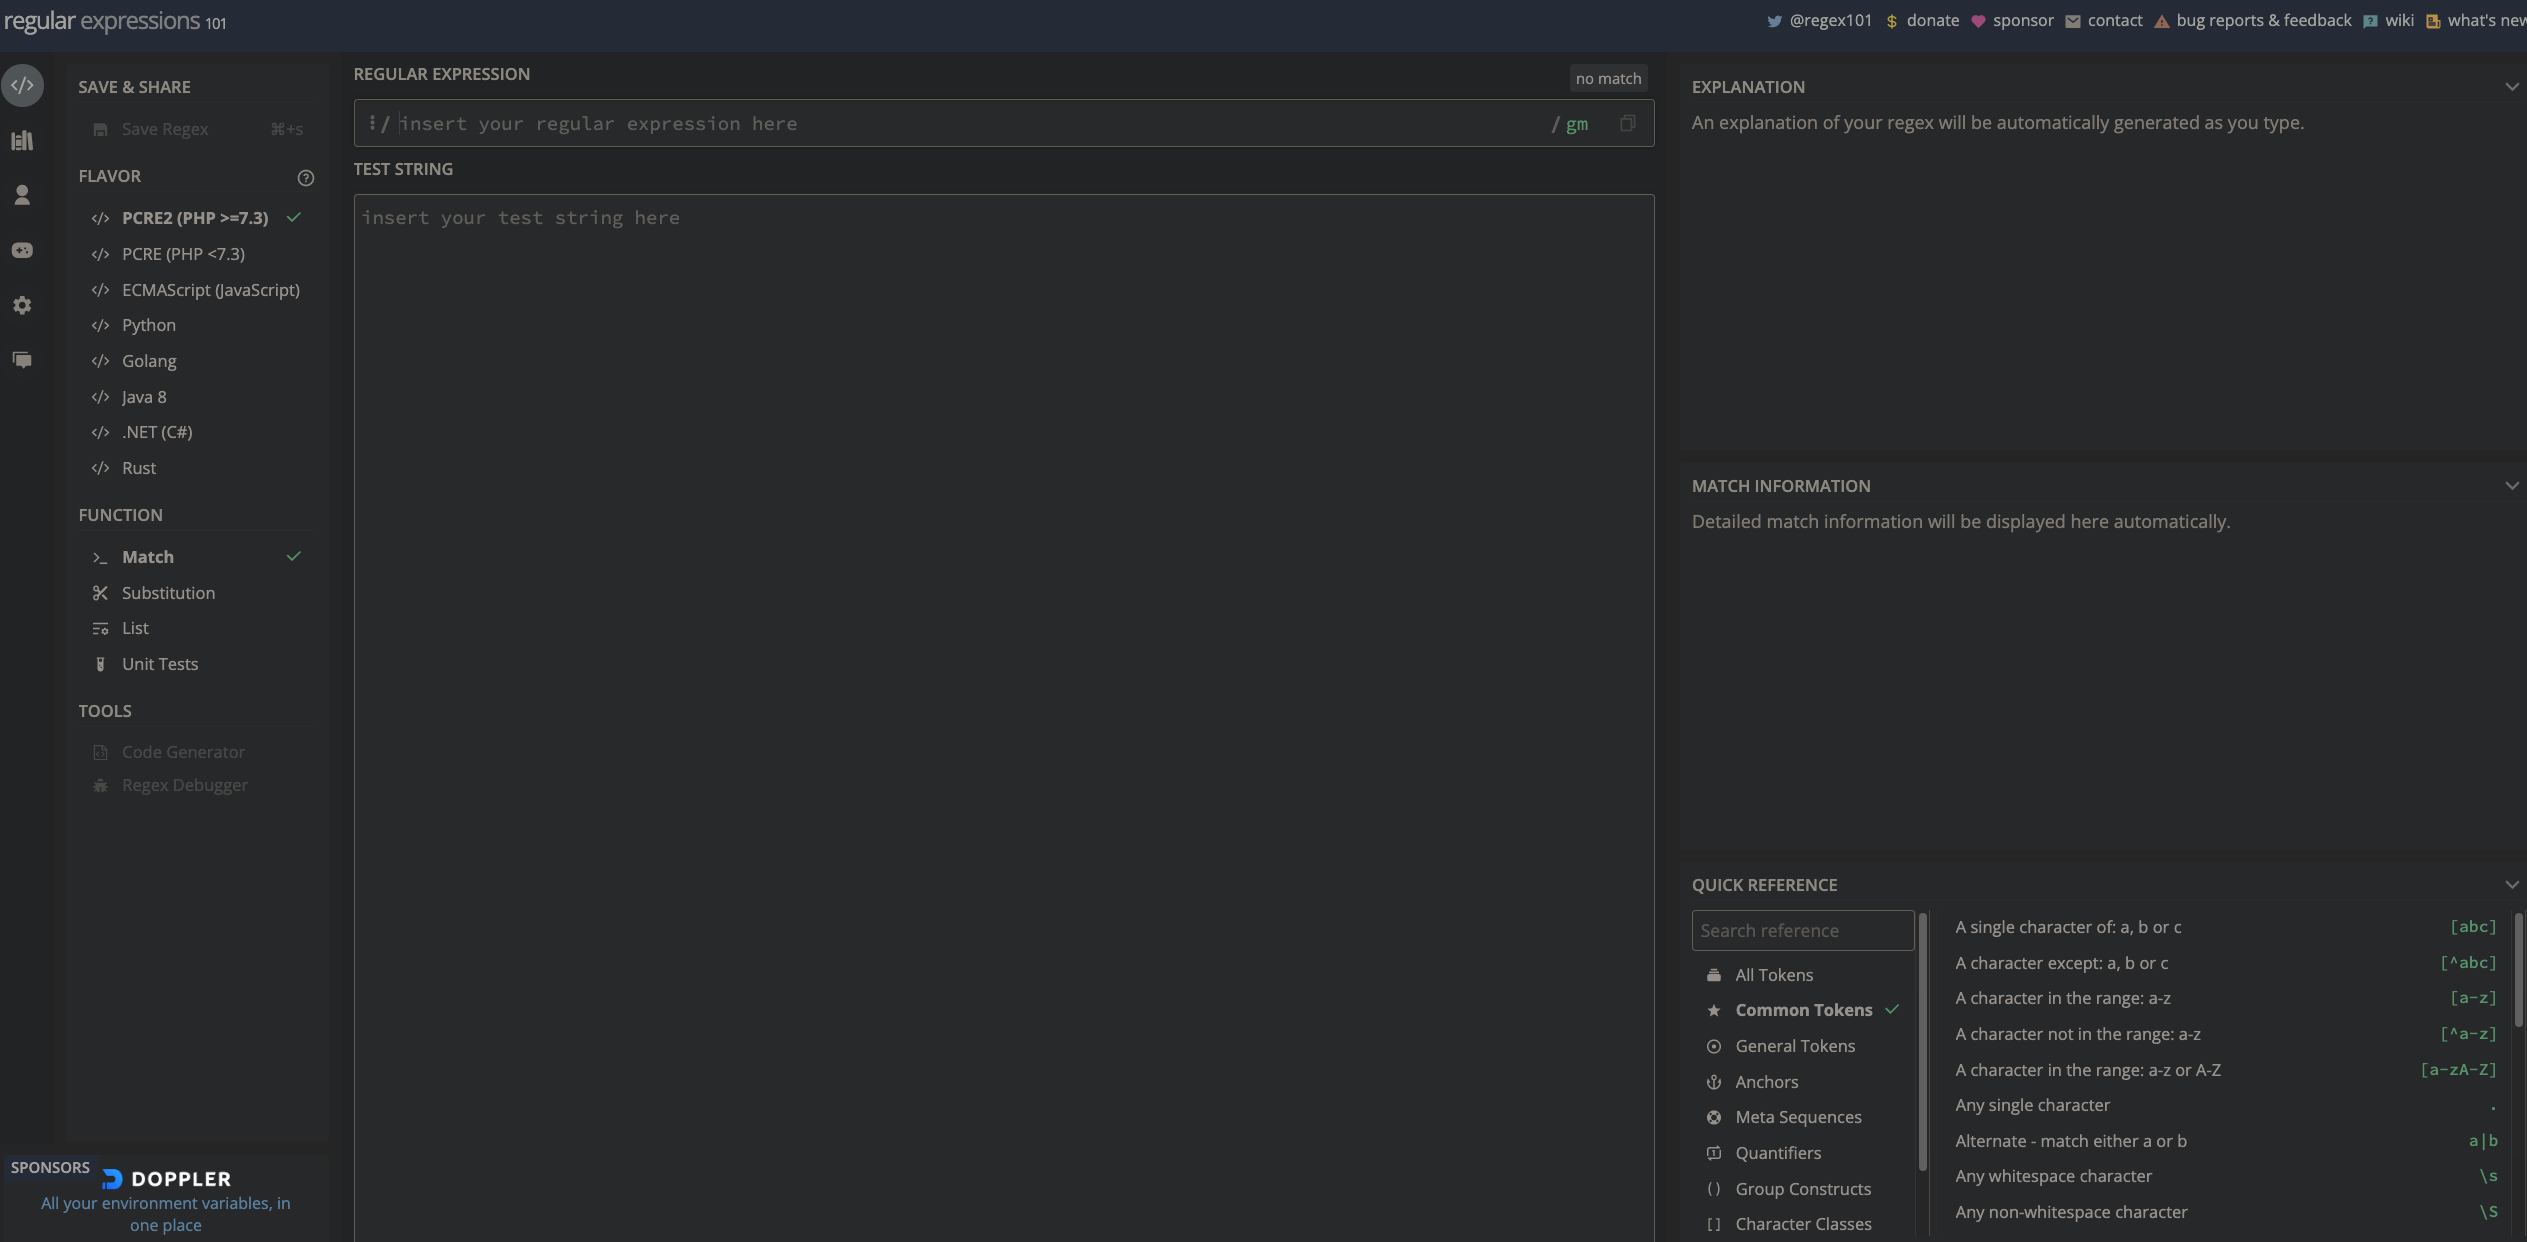 regular expressions 101
@regex101 donate sponsor contact bug reports & feedback wiki what's new
SAVE & SHARE
Save Regex ⌘+s
FLAVOR
</> PCRE2 (PHP >=7.3)
</> PCRE (PHP <7.3)
</> ECMAScript (JavaScript)
</> Python
</> Golang
</> Java 8
</> .NET (C#)
</> Rust
FUNCTION
Match
Substitution
List
Unit Tests
TOOLS
Code Generator
Regex Debugger
SPONSORS
DOPPLER
All your environment variables, in
one place
REGULAR EXPRESSION
no match
/ insert your regular expression here / gm
TEST STRING
insert your test string here
EXPLANATION
An explanation of your regex will be automatically generated as you type.
MATCH INFORMATION
Detailed match information will be displayed here automatically.
QUICK REFERENCE
Search reference
All Tokens
Common Tokens
General Tokens
Anchors
Meta Sequences
Quantifiers
Group Constructs
Character Classes
A single character of: a, b or c [abc]
A character except: a, b or c [^abc]
A character in the range: a-z [a-z]
A character not in the range: a-z [^a-z]
A character in the range: a-z or A-Z [a-zA-Z]
Any single character .
Alternate - match either a or b a|b
Any whitespace character \s
Any non-whitespace character \S